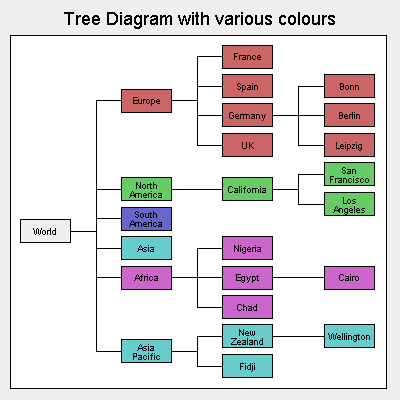 Tree Diagram with various colours
France
Spain
Europe
Bonn
Germany
Berlin
UK
Leipzig
San
Francisco
North
America
California
Los
Angeles
South
America
World
Asia
Nigeria
Africa
Egypt
Cairo
Chad
New
Zealand
Wellington
Asia
Pacific
Fidji